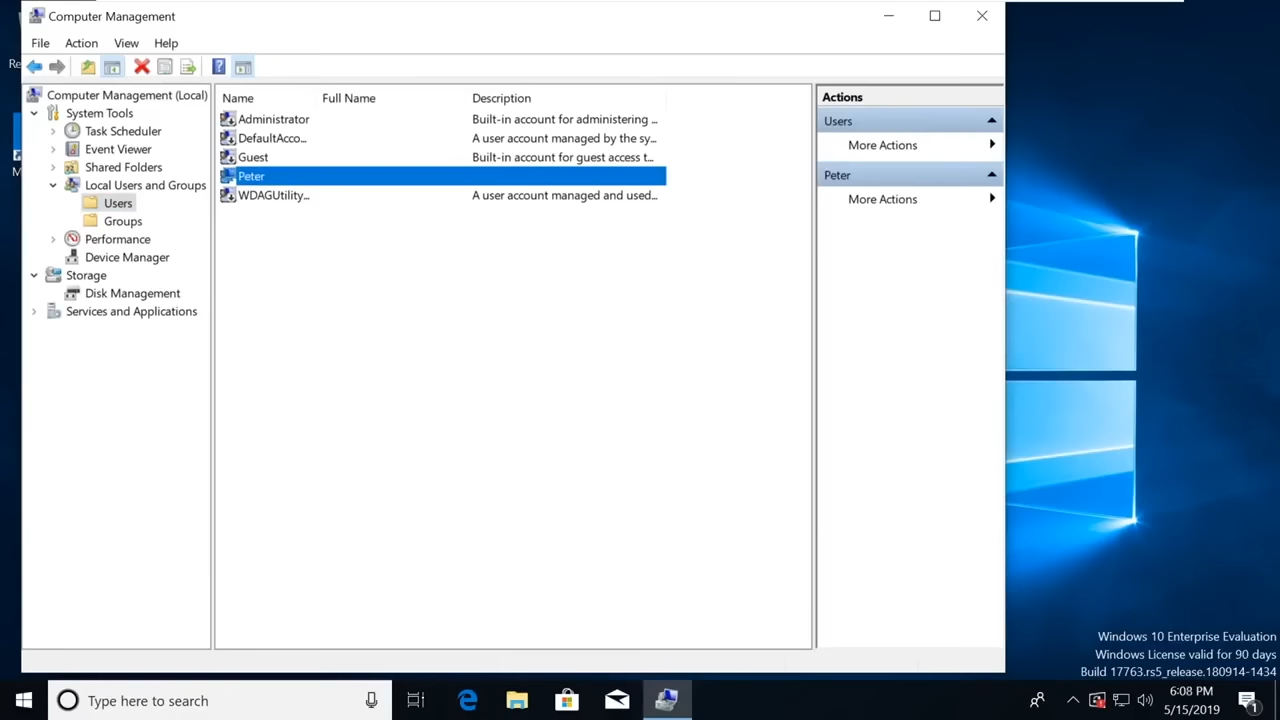 Computer Management
File Action View Help
Computer Management (Local)
System Tools
Task Scheduler
Event Viewer
Shared Folders
Local Users and Groups
Users
Groups
Performance
Device Manager
Storage
Disk Management
Services and Applications
Name Full Name Description
Administrator Built-in account for administering ...
DefaultAcco... A user account managed by the sy...
Guest Built-in account for guest access t...
Peter
WDAGUtility... A user account managed and used...
Actions
Users
More Actions
Peter
More Actions
Re
M
Windows 10 Enterprise Evaluation
Windows License valid for 90 days
Build 17763.rs5_release.180914-1434
Type here to search
6:08 PM
5/15/2019
1